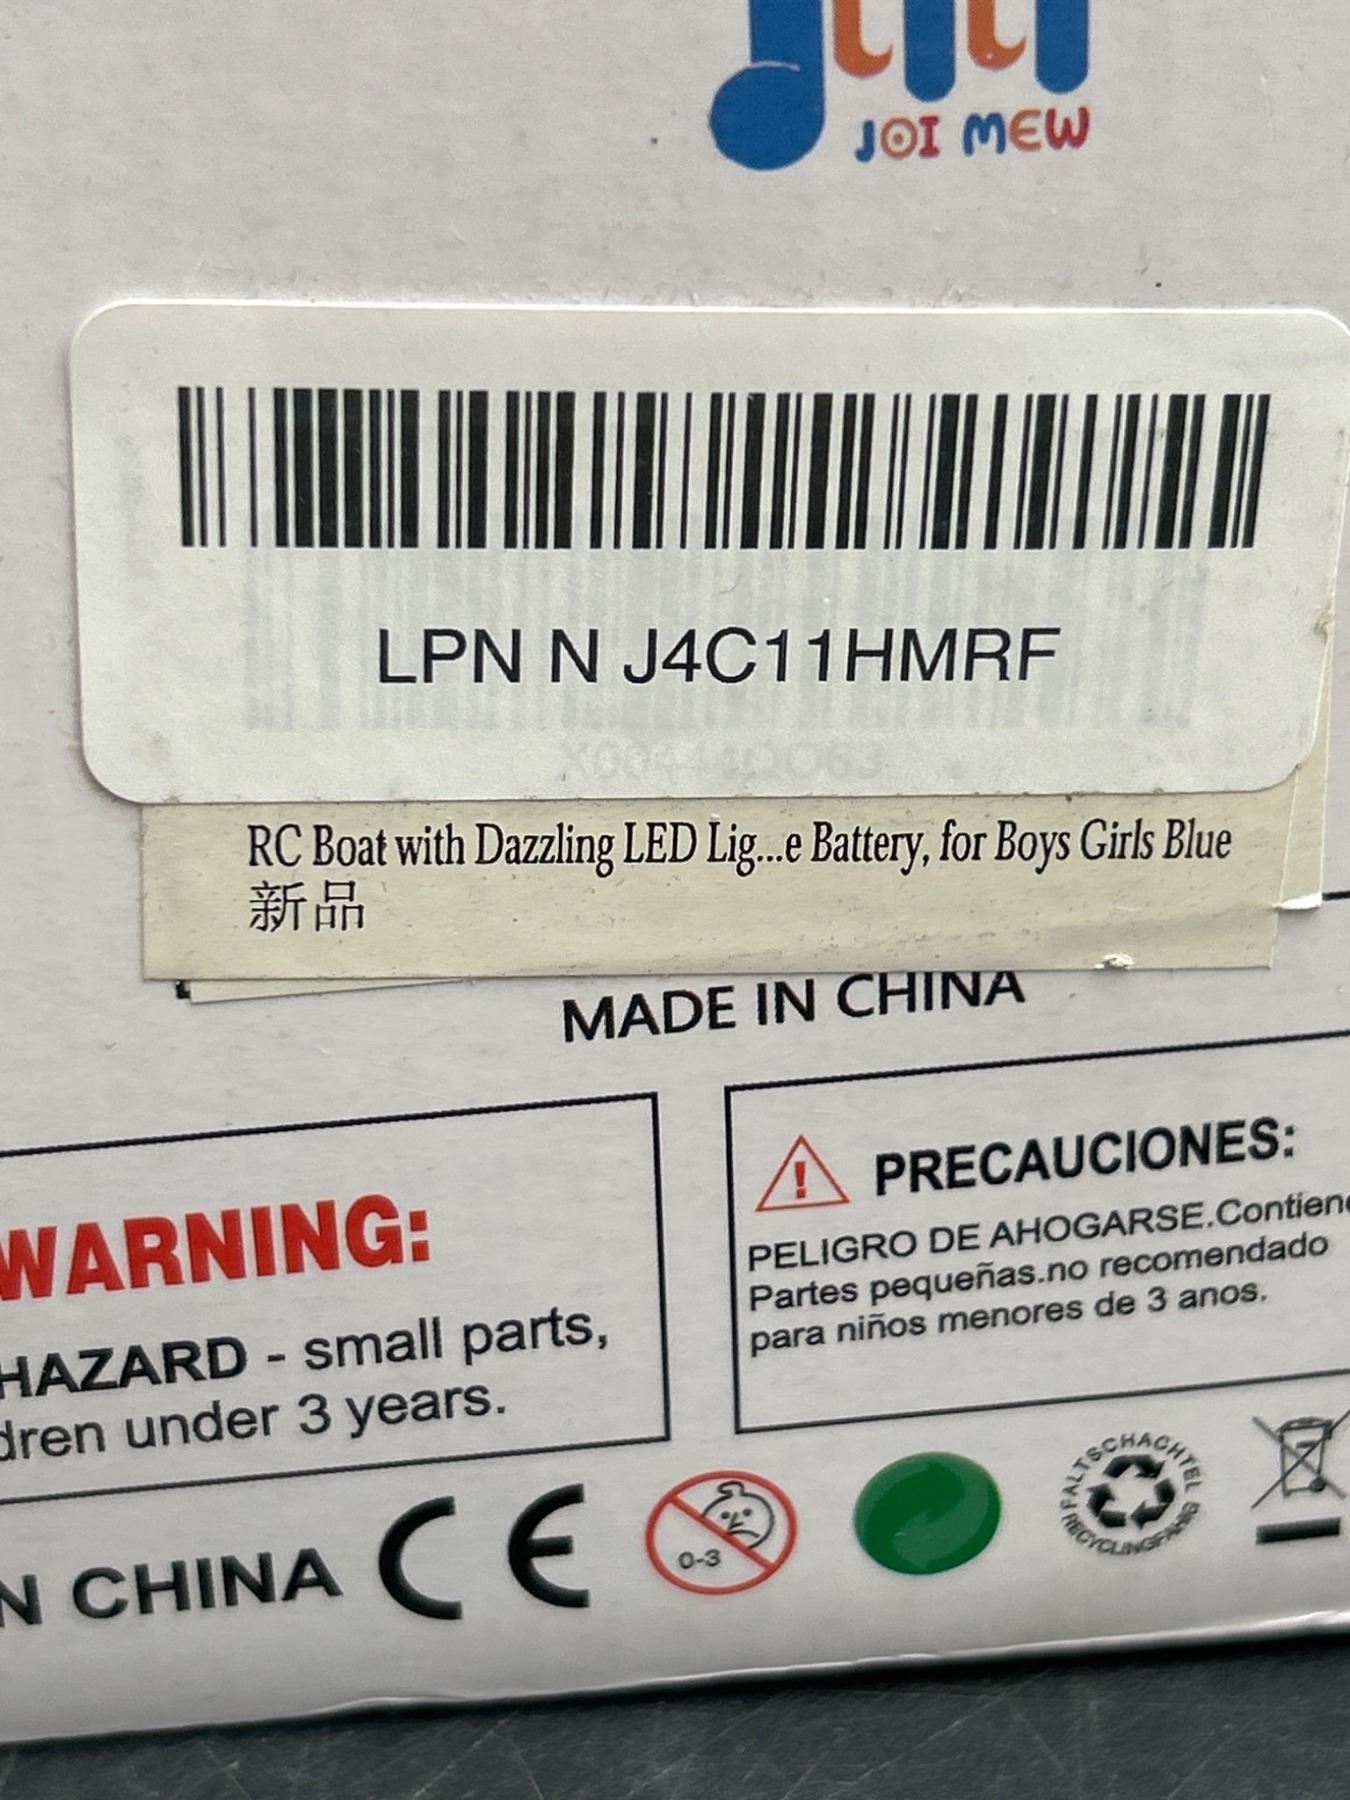 JOI MEW
LPN N J4C11HMRF
RC Boat with Dazzling LED Lig...e Battery, for Boys Girls Blue
新品
MADE IN CHINA
WARNING:
PRECAUCIONES:
HAZARD - small parts,
dren under 3 years.
PELIGRO DE AHOGARSE.Contiene
Partes pequeñas.no recomendado
para niños menores de 3 anos.
N CHINA CE
0-3
FALTSCHACHTEL
RECYCLINGFÄHIG